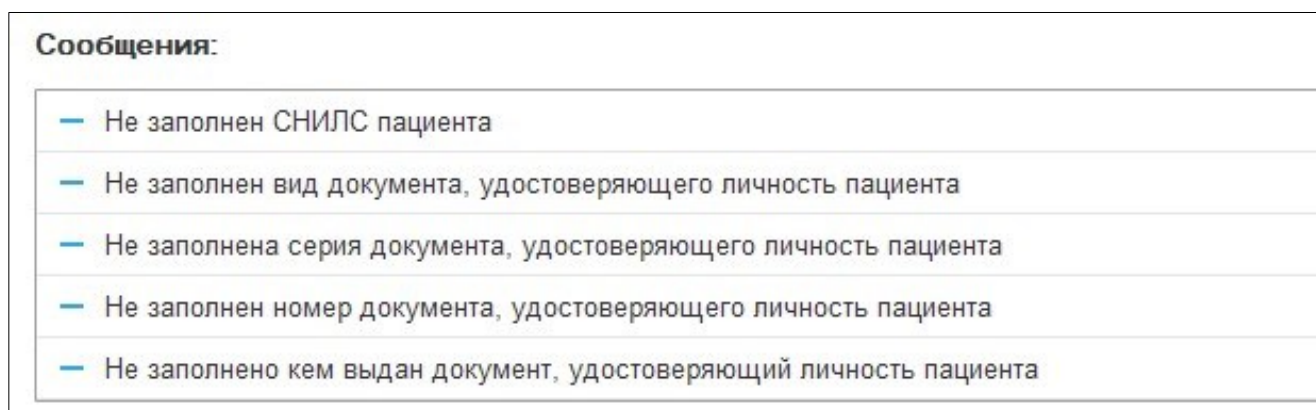 Сообщения:
— Не заполнен СНИЛС пациента
— Не заполнен вид документа, удостоверяющего личность пациента
— Не заполнена серия документа, удостоверяющего личность пациента
— Не заполнен номер документа, удостоверяющего личность пациента
— Не заполнено кем выдан документ, удостоверяющий личность пациента